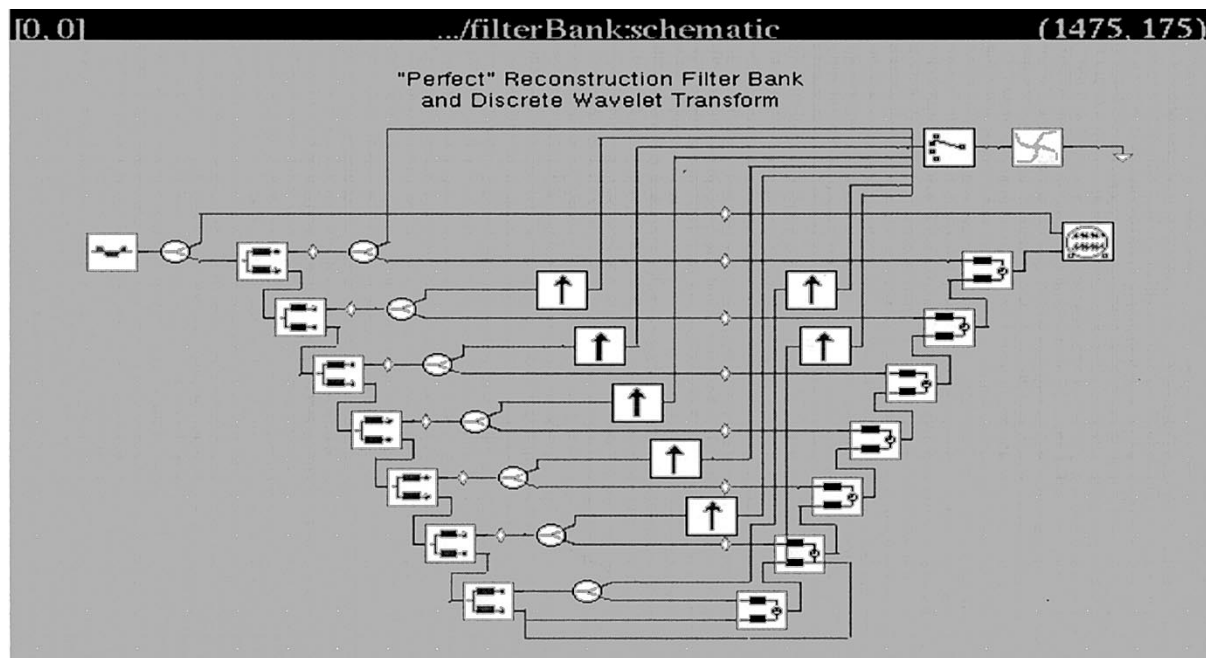 [0, 0] .../filterBank:schematic (1475, 175)
"Perfect" Reconstruction Filter Bank
and Discrete Wavelet Transform